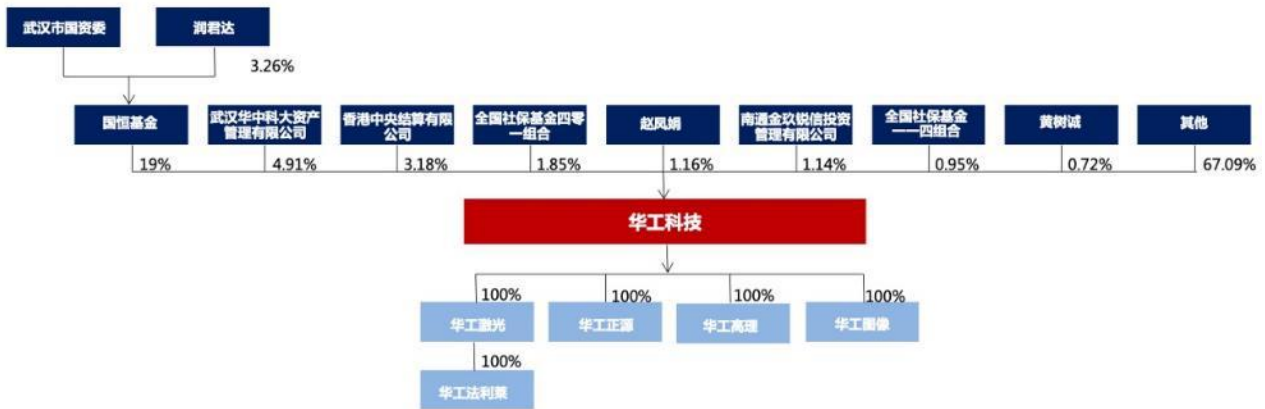 武汉市国资委
润君达
3.26%
国恒基金
武汉华中科大资产
管理有限公司
香港中央结算有限
公司
全国社保基金四零
一组合
赵凤娟
南通金玖锐信投资
管理有限公司
全国社保基金
一一四组合
黄树诚
其他
19%
4.91%
3.18%
1.85%
1.16%
1.14%
0.95%
0.72%
67.09%
华工科技
100%
100%
100%
100%
华工激光
华工正源
华工高理
华工图像
100%
华工法利莱